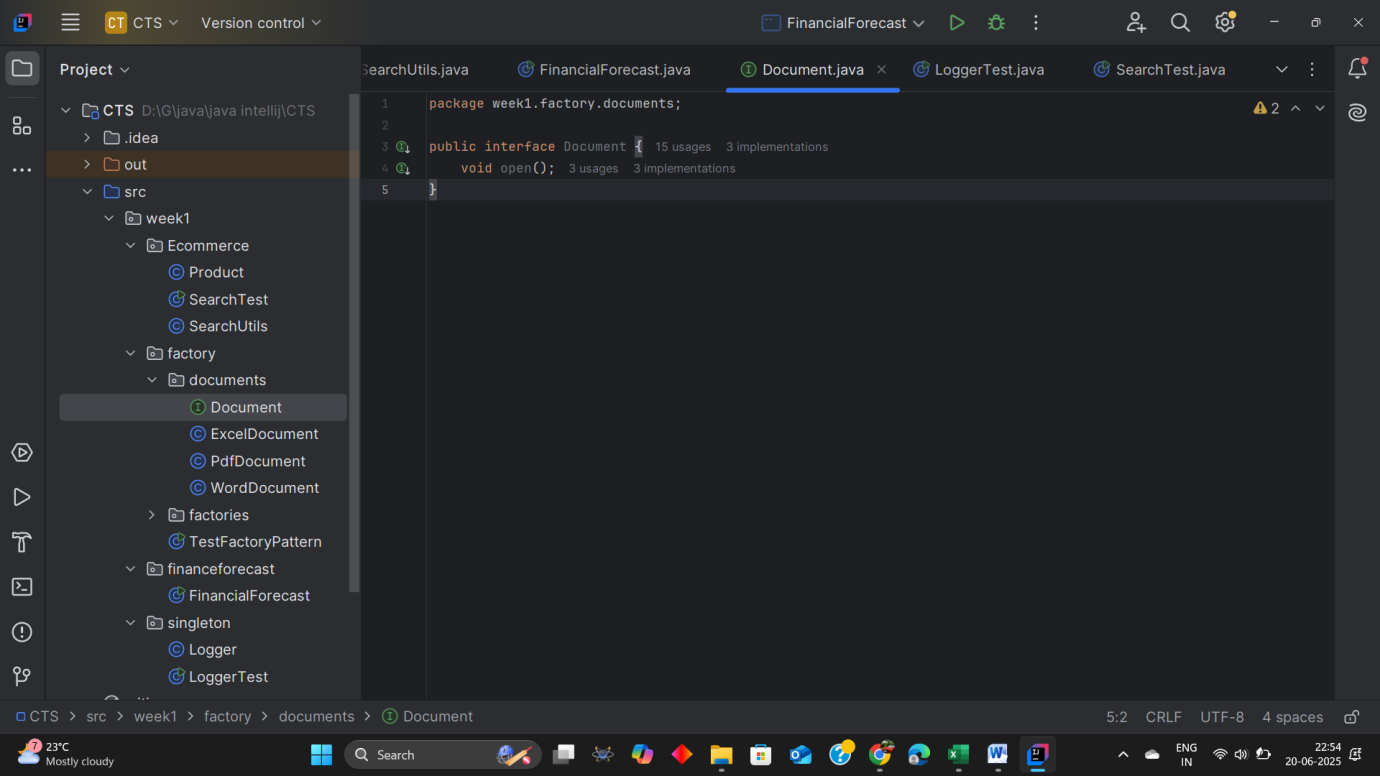 CT CTS Version control FinancialForecast
Project
SearchUtils.java FinancialForecast.java Document.java LoggerTest.java SearchTest.java
CTS D:\G\java\java intellij\CTS
.idea
out
src
week1
Ecommerce
Product
SearchTest
SearchUtils
factory
documents
Document
ExcelDocument
PdfDocument
WordDocument
factories
TestFactoryPattern
financeforecast
FinancialForecast
singleton
Logger
LoggerTest
1 package week1.factory.documents;
2
3 public interface Document { 15 usages 3 implementations
4 void open(); 3 usages 3 implementations
5 }
2
CTS > src > week1 > factory > documents > Document
5:2 CRLF UTF-8 4 spaces
7
23°C
Mostly cloudy
Search
ENG
IN
22:54
20-06-2025